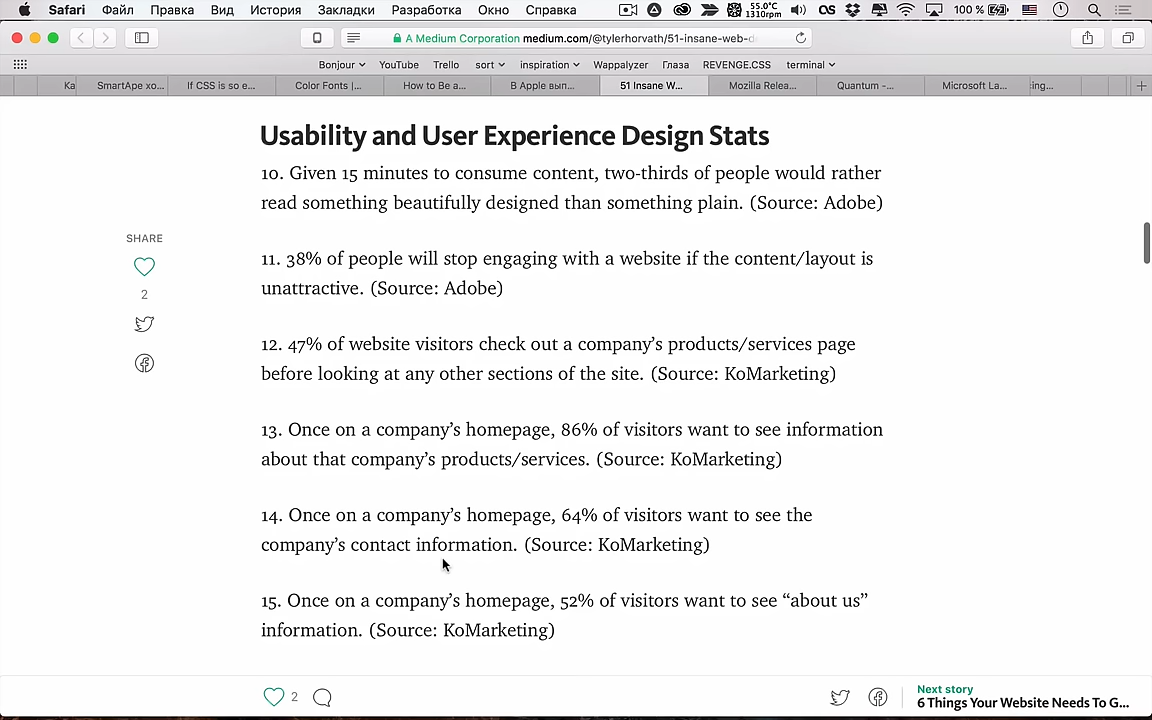 Safari Файл Правка Вид История Закладки Разработка Окно Справка 55.0°C 1310rpm 100 %
A Medium Corporation medium.com/@tylerhorvath/51-insane-web-d
Bonjour YouTube Trello sort inspiration Wappalyzer Глаза REVENGE.CSS terminal
Ka SmartApe хо... If CSS is so e... Color Fonts |... How to Be a... В Apple вып... 51 Insane W... Mozilla Relea... Quantum -... Microsoft La... ing...
Usability and User Experience Design Stats
10. Given 15 minutes to consume content, two-thirds of people would rather
read something beautifully designed than something plain. (Source: Adobe)
SHARE
2
11. 38% of people will stop engaging with a website if the content/layout is
unattractive. (Source: Adobe)
12. 47% of website visitors check out a company’s products/services page
before looking at any other sections of the site. (Source: KoMarketing)
13. Once on a company’s homepage, 86% of visitors want to see information
about that company’s products/services. (Source: KoMarketing)
14. Once on a company’s homepage, 64% of visitors want to see the
company’s contact information. (Source: KoMarketing)
15. Once on a company’s homepage, 52% of visitors want to see “about us”
information. (Source: KoMarketing)
2
Next story
6 Things Your Website Needs To G...